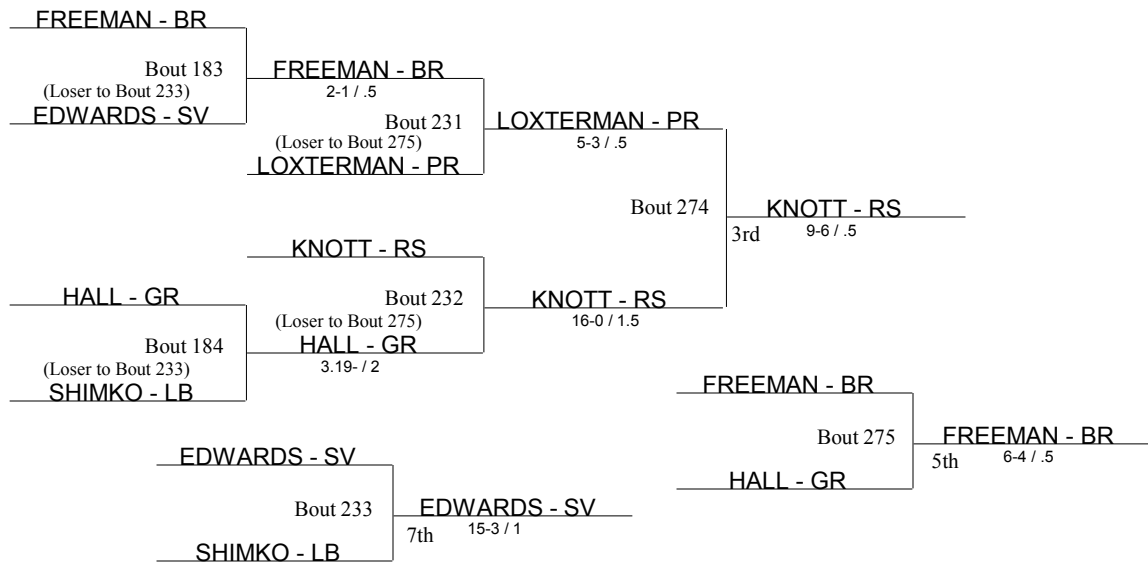 FREEMAN - BR
Bout 183
(Loser to Bout 233)
EDWARDS - SV
FREEMAN - BR
2-1 / .5
Bout 231
(Loser to Bout 275)
LOXTERMAN - PR
LOXTERMAN - PR
5-3 / .5
Bout 274
KNOTT - RS
3rd
9-6 / .5
KNOTT - RS
HALL - GR
Bout 232
(Loser to Bout 275)
KNOTT - RS
16-0 / 1.5
Bout 184
(Loser to Bout 233)
HALL - GR
3.19- / 2
SHIMKO - LB
FREEMAN - BR
Bout 275
FREEMAN - BR
5th
6-4 / .5
HALL - GR
EDWARDS - SV
Bout 233
EDWARDS - SV
7th
15-3 / 1
SHIMKO - LB